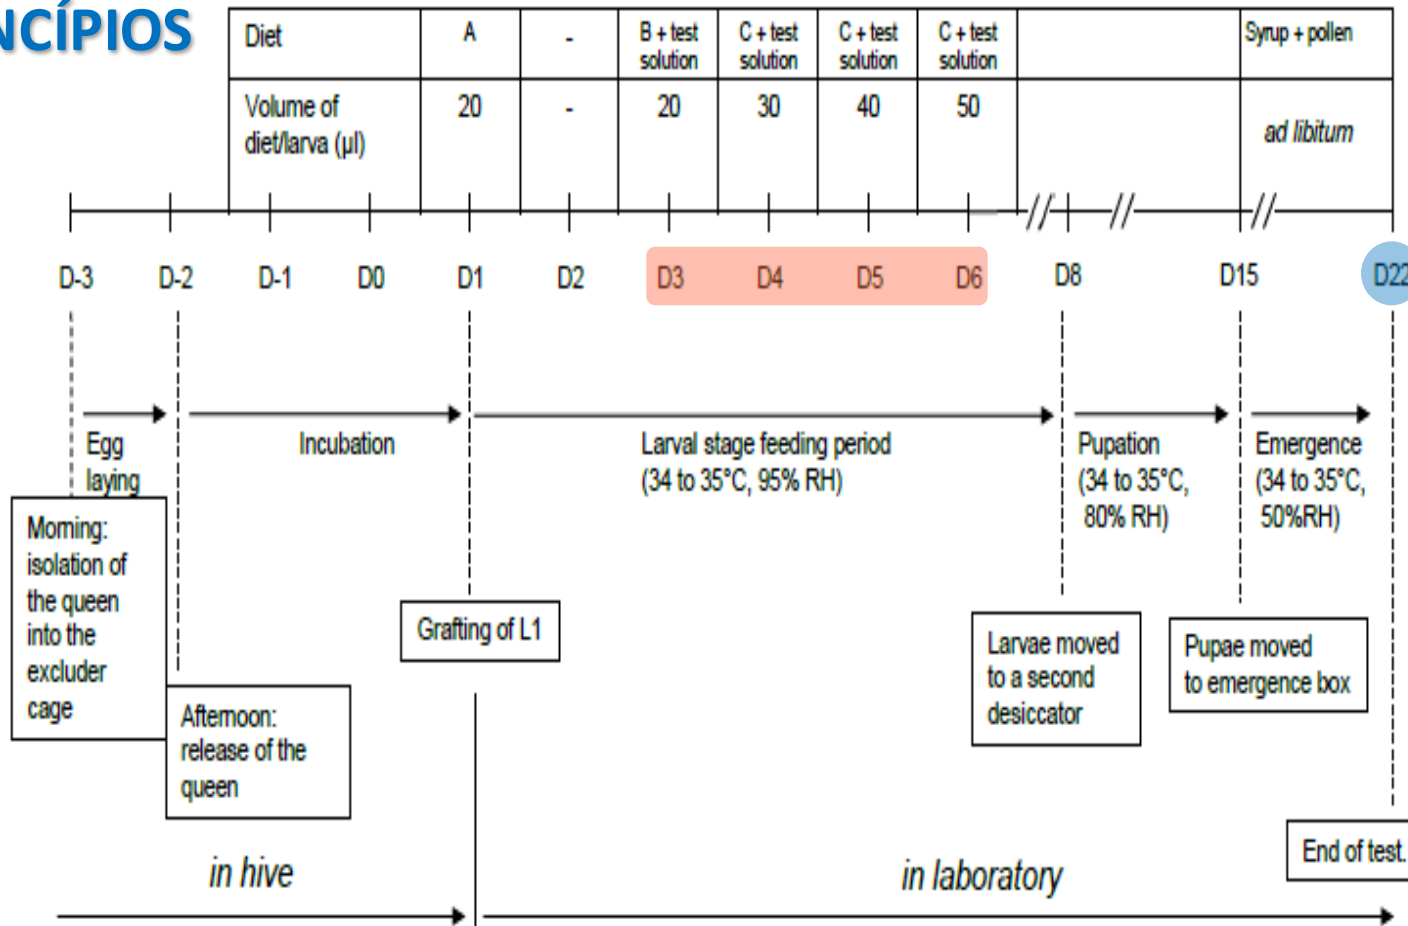 NCÍPIOS
Diet
A
-
B + test
solution
C + test
solution
C + test
solution
C + test
solution
Syrup + pollen
Volume of
diet/larva (µl)
20
-
20
30
40
50
ad libitum
D-3
D-2
D-1
D0
D1
D2
D3
D4
D5
D6
D8
D15
D22
Egg
laying
Incubation
Larval stage feeding period
(34 to 35°C, 95% RH)
Pupation
(34 to 35°C,
80% RH)
Emergence
(34 to 35°C,
50%RH)
Morning:
isolation of
the queen
into the
excluder
cage
Afternoon:
release of the
queen
Grafting of L1
Larvae moved
to a second
desiccator
Pupae moved
to emergence box
End of test.
in hive
in laboratory